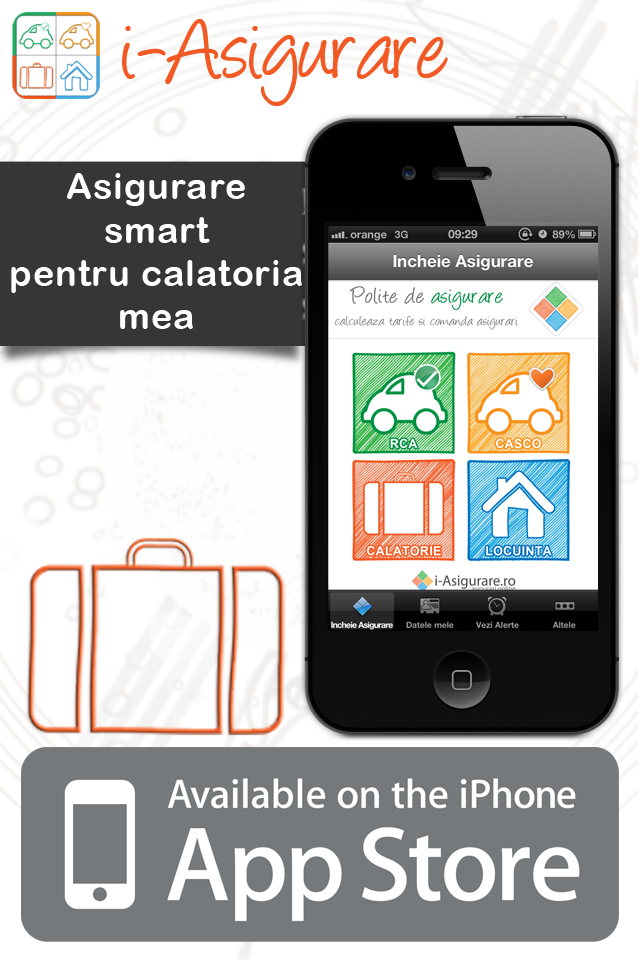 i-Asigurare
Asigurare
smart
pentru calatoria
mea
orange 3G 09:29 89%
Incheie Asigurare
Polite de asigurare
calculeaza tarife si comanda asigurari
RCA
CASCO
CALATORIE
LOCUINTA
i-Asigurare.ro
asigurari online
Incheie Asigurare Datele mele Vezi Alerte Altele
Available on the iPhone
App Store